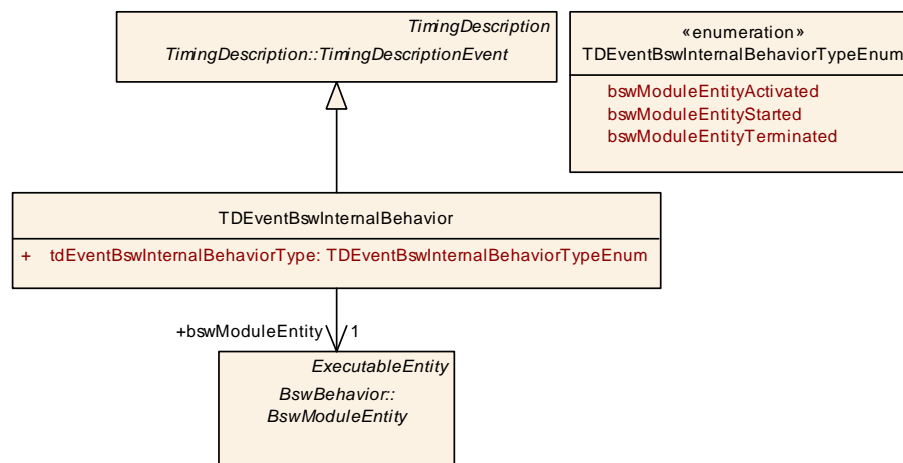 TimingDescription
TimingDescription::TimingDescriptionEvent
«enumeration»
TDEventBswInternalBehaviorTypeEnum
bswModuleEntityActivated
bswModuleEntityStarted
bswModuleEntityTerminated
TDEventBswInternalBehavior
+ tdEventBswInternalBehaviorType: TDEventBswInternalBehaviorTypeEnum
+bswModuleEntity 1
ExecutableEntity
BswBehavior::
BswModuleEntity